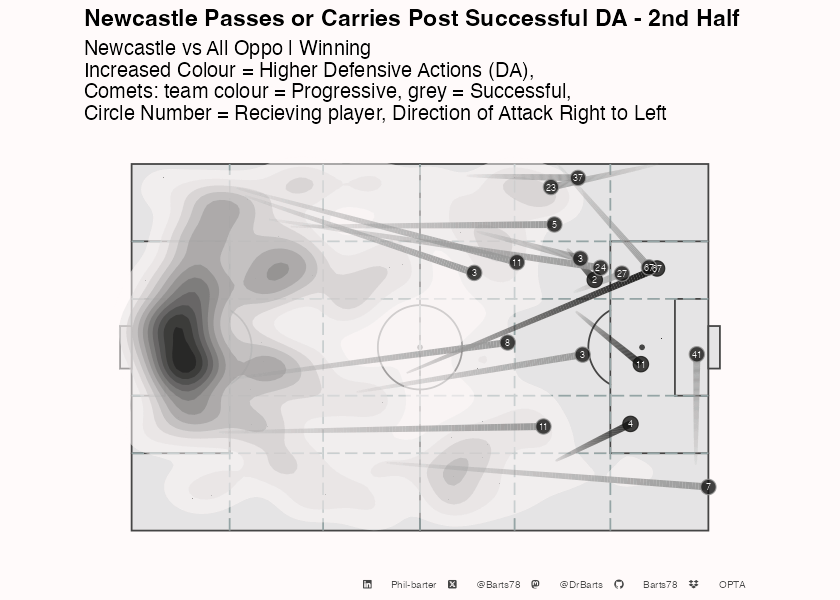 Newcastle Passes or Carries Post Successful DA - 2nd Half
Newcastle vs All Oppo | Winning
Increased Colour = Higher Defensive Actions (DA),
Comets: team colour = Progressive, grey = Successful,
Circle Number = Recieving player, Direction of Attack Right to Left
37
23
5
3
11
3
24
2
27
67
8
3
11
41
11
4
7
Phil-barter @Barts78 @DrBarts Barts78 OPTA